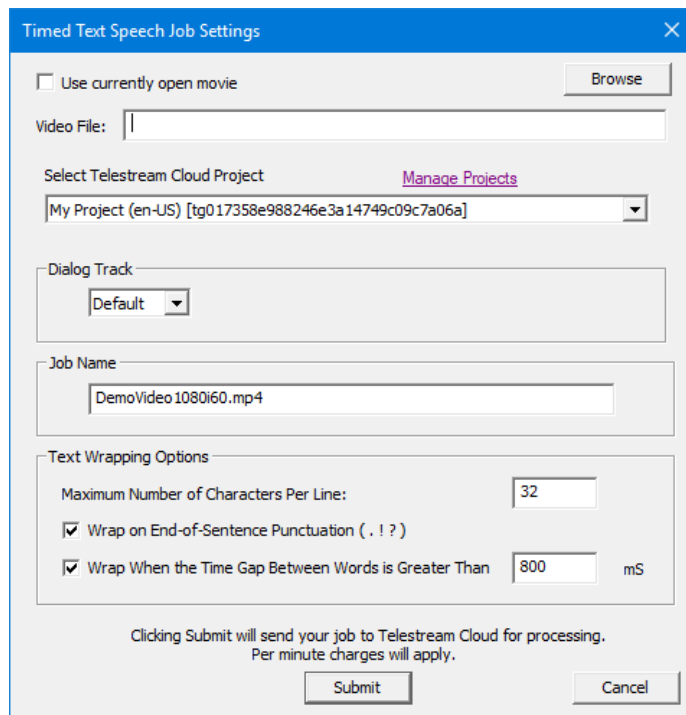 Timed Text Speech Job Settings
Use currently open movie
Browse
Video File:
Select Telestream Cloud Project
Manage Projects
My Project (en-US) [tg017358e988246e3a14749c09c7a06a]
Dialog Track
Default
Job Name
DemoVideo1080i60.mp4
Text Wrapping Options
Maximum Number of Characters Per Line:
32
Wrap on End-of-Sentence Punctuation ( . ! ? )
Wrap When the Time Gap Between Words is Greater Than
800
mS
Clicking Submit will send your job to Telestream Cloud for processing.
Per minute charges will apply.
Submit
Cancel